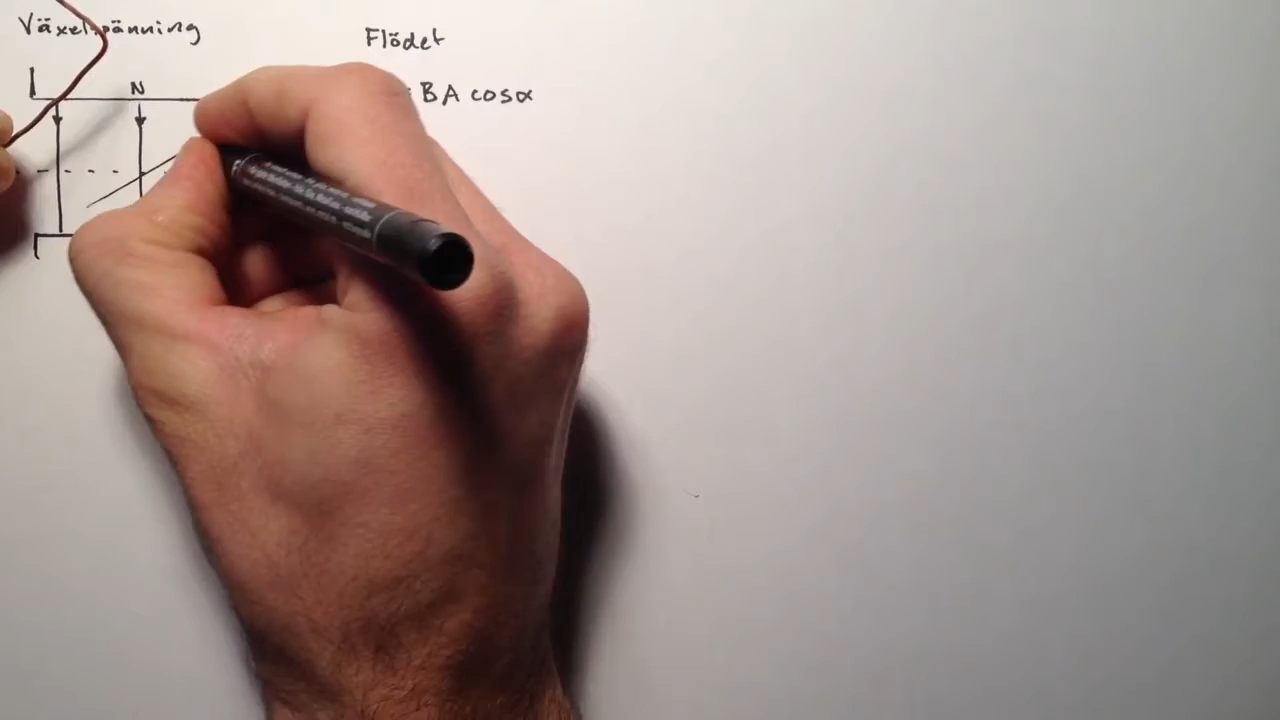 Växelspänning
Flödet
N
BA cosα